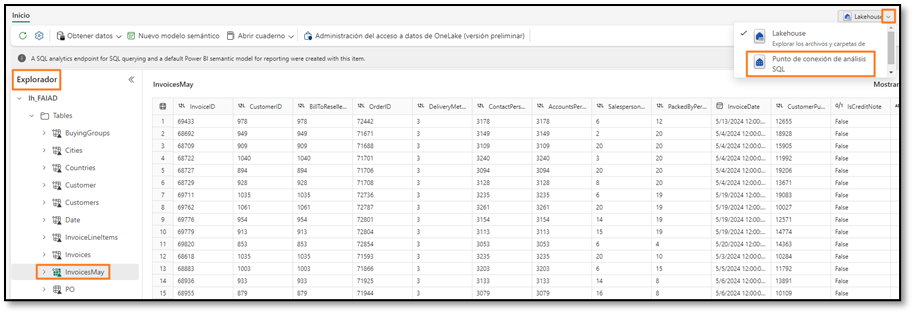 Inicio
Lakehouse
Obtener datos
Nuevo modelo semántico
Abrir cuaderno
Administración del acceso a datos de OneLake (versión preliminar)
Lakehouse
Explorar los archivos y carpetas de
Punto de conexión de análisis
SQL
A SQL analytics endpoint for SQL querying and a default Power BI semantic model for reporting were created with this item.
Explorador
InvoicesMay
Mostrar
lh_FAIAD
Tables
BuyingGroups
Cities
Countries
Customer
Customers
Date
InvoiceLineItems
Invoices
InvoicesMay
PO
InvoiceID CustomerID BillToReselle... OrderID DeliveryMet... ContactPers... AccountsPer... Salesperson... PackedByPer... InvoiceDate CustomerPu... IsCreditNote
1 69433 978 978 72442 3 3178 3178 6 12 5/13/2024 12:00:... 12655 False
2 68692 949 949 71671 3 3149 3149 2 20 5/4/2024 12:00:0... 18928 False
3 68709 909 909 71688 3 3109 3109 20 20 5/4/2024 12:00:0... 15905 False
4 68722 1040 1040 71701 3 3240 3240 3 20 5/4/2024 12:00:0... 11992 False
5 68727 894 894 71706 3 3094 3094 20 20 5/4/2024 12:00:0... 19206 False
6 68729 928 928 71708 3 3128 3128 8 20 5/4/2024 12:00:0... 13671 False
7 69711 1035 1035 72736 3 3235 3235 6 19 5/19/2024 12:00:... 19083 False
8 69762 1061 1061 72787 3 3261 3261 20 19 5/19/2024 12:00:... 10027 False
9 69776 954 954 72801 3 3154 3154 14 19 5/19/2024 12:00:... 12571 False
10 69779 913 913 72804 3 3113 3113 15 19 5/19/2024 12:00:... 14774 False
11 69820 853 853 72854 3 3053 3053 6 4 5/20/2024 12:00:... 14363 False
12 68618 1035 1035 71593 3 3235 3235 20 10 5/3/2024 12:00:0... 10284 False
13 68883 1003 1003 71866 3 3203 3203 6 15 5/5/2024 12:00:0... 11792 False
14 68936 933 933 71925 3 3133 3133 14 8 5/6/2024 12:00:0... 13891 False
15 68955 879 879 71944 3 3079 3079 16 8 5/6/2024 12:00:0... 10109 False